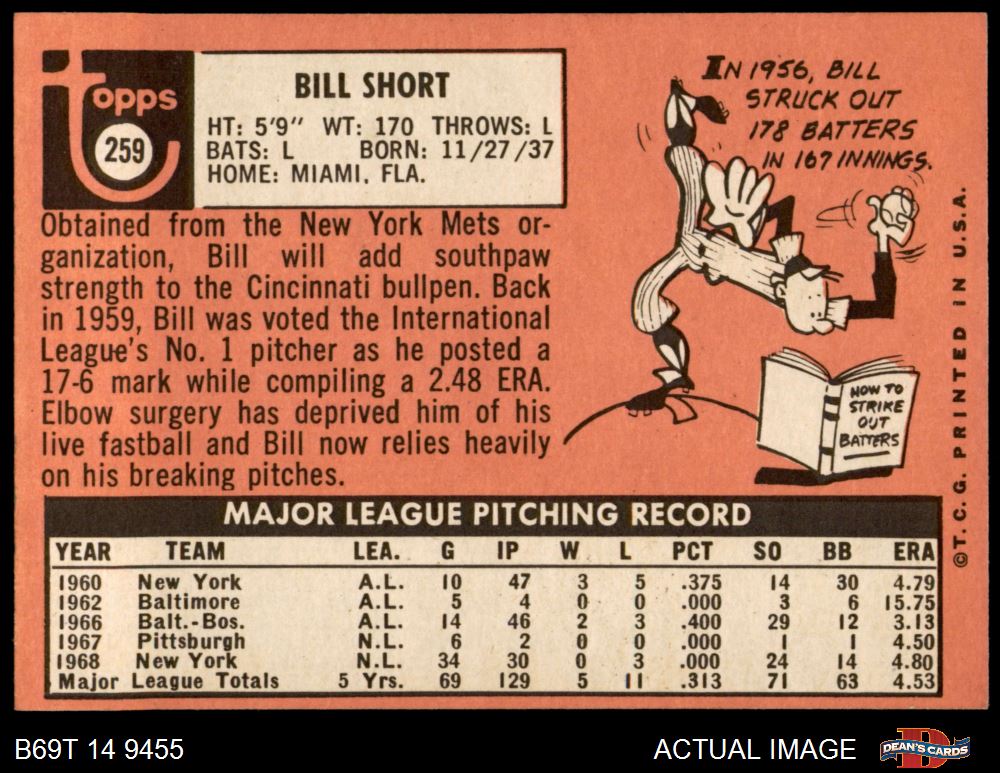 topps
259
BILL SHORT
HT: 5'9" WT: 170 THROWS: L
BATS: L BORN: 11/27/37
HOME: MIAMI, FLA.
Obtained from the New York Mets or-
ganization, Bill will add southpaw
strength to the Cincinnati bullpen. Back
in 1959, Bill was voted the International
League's No. 1 pitcher as he posted a
17-6 mark while compiling a 2.48 ERA.
Elbow surgery has deprived him of his
live fastball and Bill now relies heavily
on his breaking pitches.
IN 1956, BILL
STRUCK OUT
178 BATTERS
IN 167 INNINGS.
HOW TO
STRIKE
OUT
BATTERS
©T.C.G. PRINTED IN U.S.A.
MAJOR LEAGUE PITCHING RECORD
YEAR TEAM LEA. G IP W L PCT SO BB ERA
1960 New York A.L. 10 47 3 5 .375 14 30 4.79
1962 Baltimore A.L. 5 4 0 0 .000 3 6 15.75
1966 Balt.-Bos. A.L. 14 46 2 3 .400 29 12 3.13
1967 Pittsburgh N.L. 6 2 0 0 .000 1 1 4.50
1968 New York N.L. 34 30 0 3 .000 24 14 4.80
Major League Totals 5 Yrs. 69 129 5 11 .313 71 63 4.53
B69T 14 9455
ACTUAL IMAGE
DEAN'S CARDS